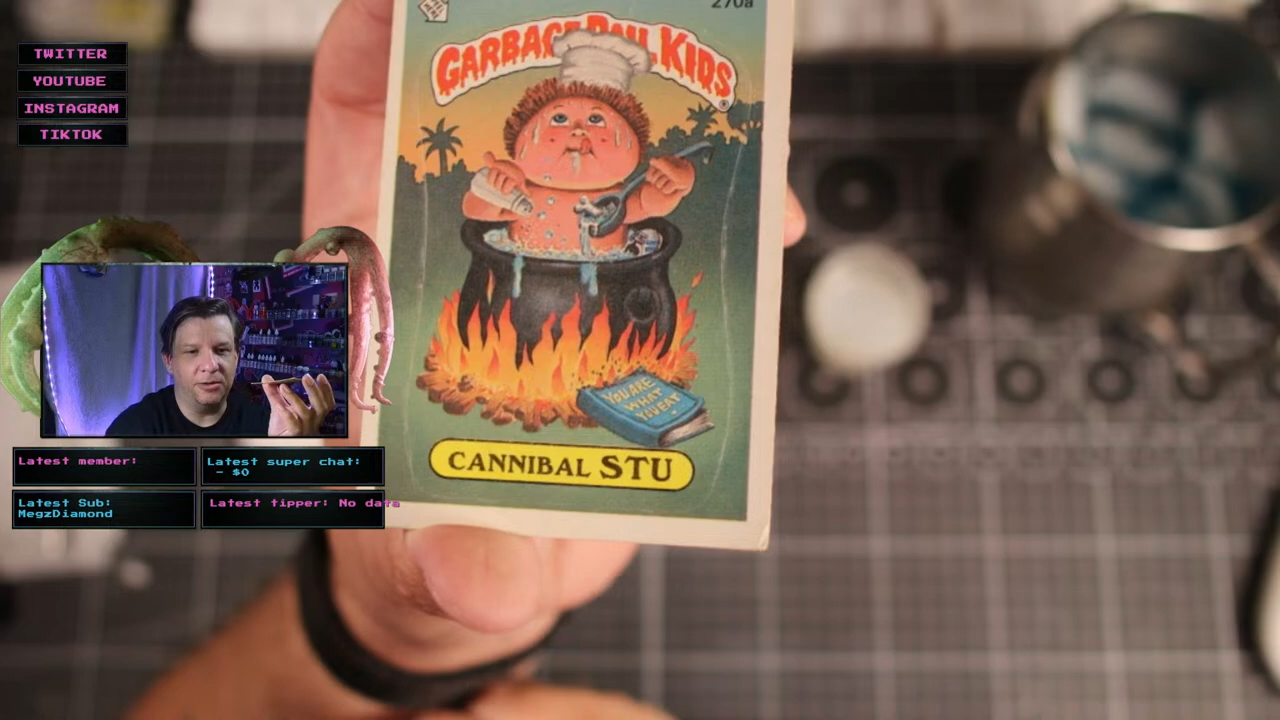 TWITTER
YOUTUBE
INSTAGRAM
TIKTOK
270a
GARBAGE PAIL KIDS
®
YOU ARE
WHAT
YOU EAT
CANNIBAL STU
Latest member:
Latest super chat:
- $0
Latest Sub:
MegzDiamond
Latest tipper: No data